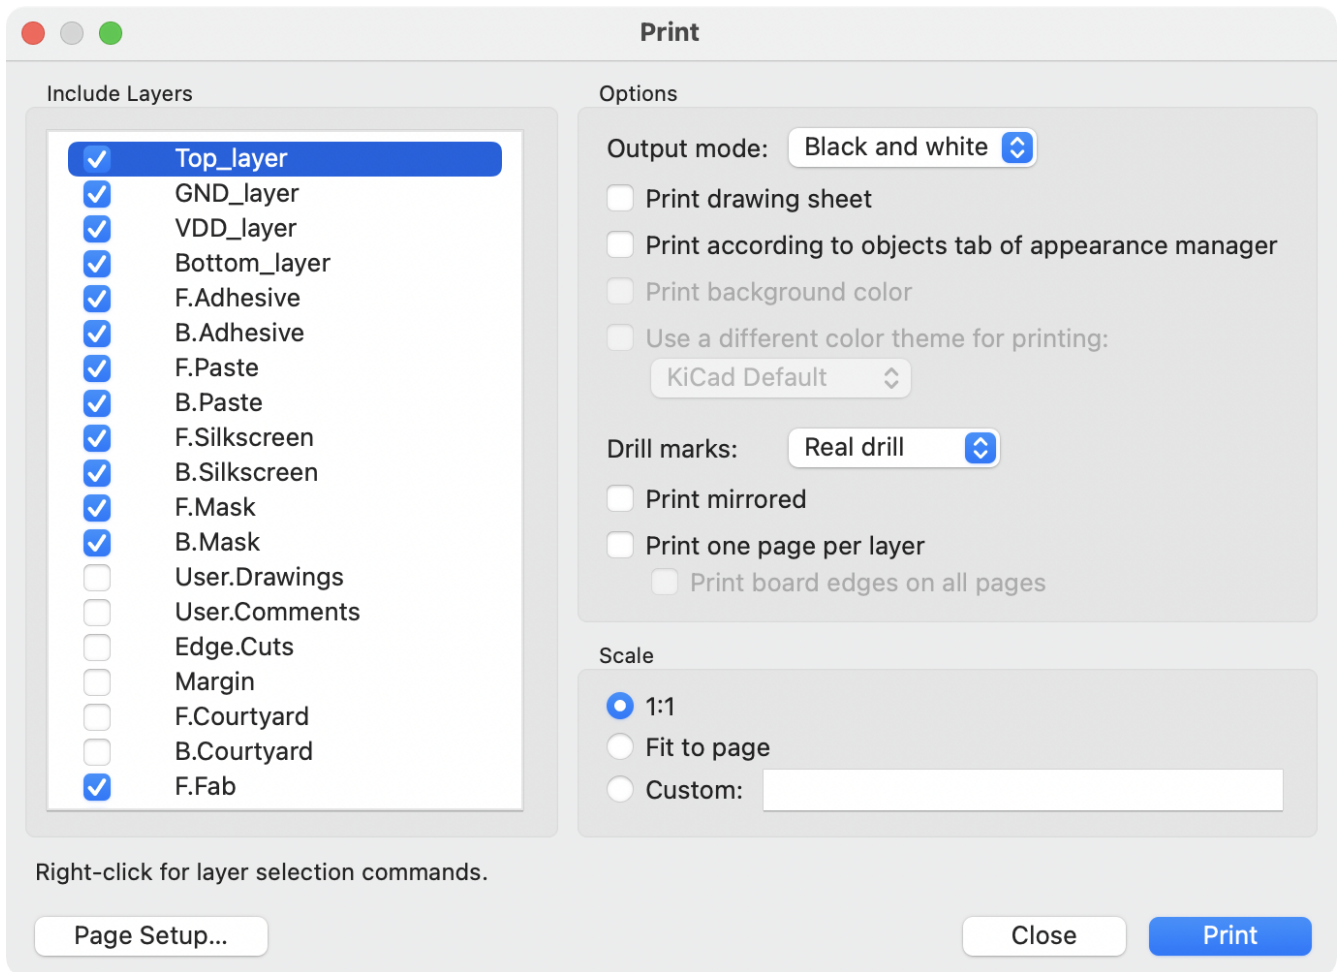 Print
Include Layers
Top_layer
GND_layer
VDD_layer
Bottom_layer
F.Adhesive
B.Adhesive
F.Paste
B.Paste
F.Silkscreen
B.Silkscreen
F.Mask
B.Mask
User.Drawings
User.Comments
Edge.Cuts
Margin
F.Courtyard
B.Courtyard
F.Fab
Options
Output mode: Black and white
Print drawing sheet
Print according to objects tab of appearance manager
Print background color
Use a different color theme for printing:
KiCad Default
Drill marks: Real drill
Print mirrored
Print one page per layer
Print board edges on all pages
Scale
1:1
Fit to page
Custom:
Right-click for layer selection commands.
Page Setup... Close Print